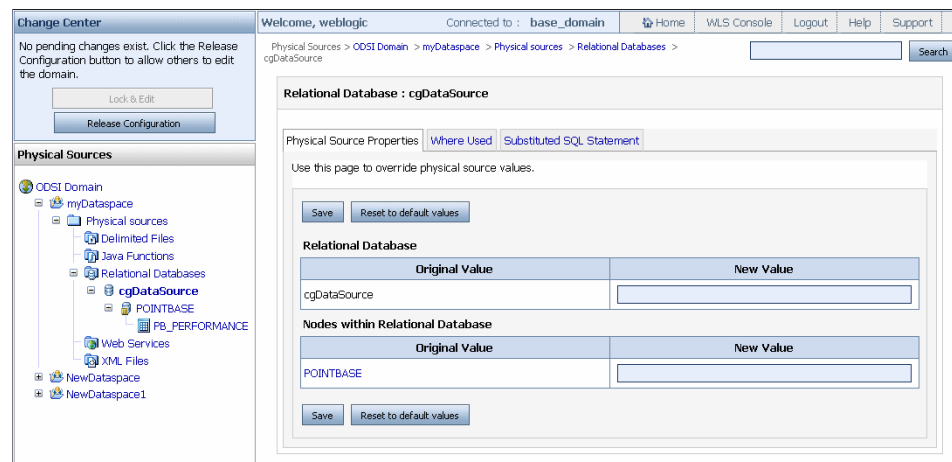 Change Center
No pending changes exist. Click the Release
Configuration button to allow others to edit
the domain.
Lock & Edit
Release Configuration
Physical Sources
ODSI Domain
myDataspace
Physical sources
Delimited Files
Java Functions
Relational Databases
cgDataSource
POINTBASE
PB_PERFORMANCE
Web Services
XML Files
NewDataspace
NewDataspace1
Welcome, weblogic Connected to : base_domain Home WLS Console Logout Help Support
Physical Sources > ODSI Domain > myDataspace > Physical sources > Relational Databases >
cgDataSource
Search
Relational Database : cgDataSource
Physical Source Properties Where Used Substituted SQL Statement
Use this page to override physical source values.
Save Reset to default values
Relational Database
Original Value New Value
cgDataSource
Nodes within Relational Database
Original Value New Value
POINTBASE
Save Reset to default values